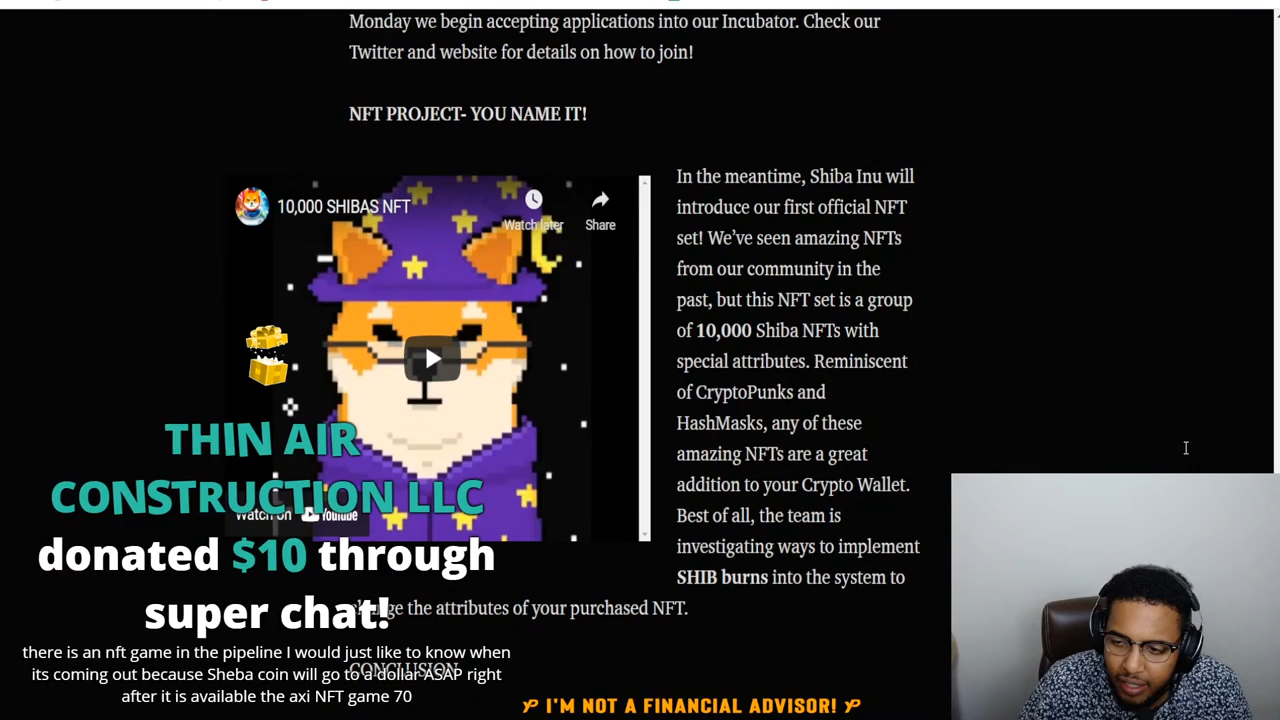 Monday we begin accepting applications into our Incubator. Check our
Twitter and website for details on how to join!
NFT PROJECT- YOU NAME IT!
10,000 SHIBAS NFT
Watch later
Share
Watch on YouTube
In the meantime, Shiba Inu will
introduce our first official NFT
set! We’ve seen amazing NFTs
from our community in the
past, but this NFT set is a group
of 10,000 Shiba NFTs with
special attributes. Reminiscent
of CryptoPunks and
HashMasks, any of these
amazing NFTs are a great
addition to your Crypto Wallet.
Best of all, the team is
investigating ways to implement
SHIB burns into the system to
change the attributes of your purchased NFT.
CONCLUSION
THIN AIR
CONSTRUCTION LLC
donated $10 through
super chat!
there is an nft game in the pipeline I would just like to know when
its coming out because Sheba coin will go to a dollar ASAP right
after it is available the axi NFT game 70
I'M NOT A FINANCIAL ADVISOR!